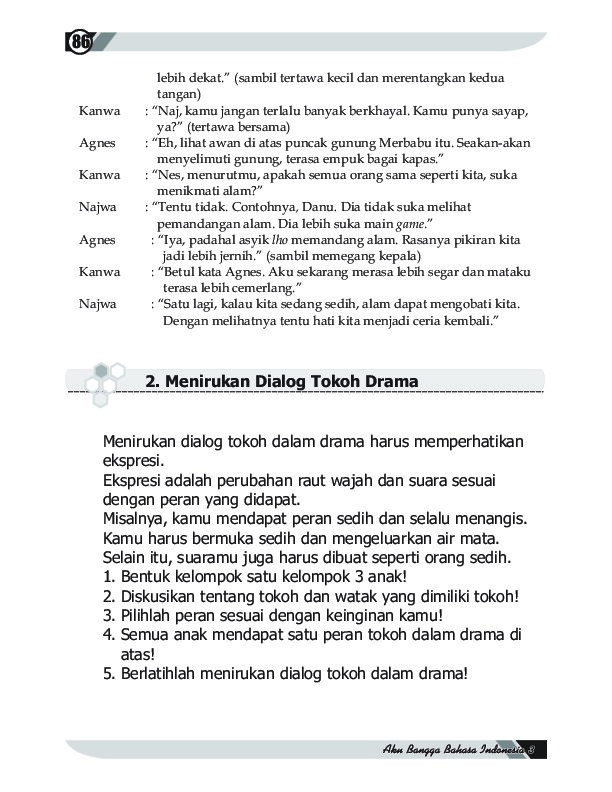 86
lebih dekat.” (sambil tertawa kecil dan merentangkan kedua
tangan)
Kanwa : “Naj, kamu jangan terlalu banyak berkhayal. Kamu punya sayap,
ya?” (tertawa bersama)
Agnes : “Eh, lihat awan di atas puncak gunung Merbabu itu. Seakan-akan
menyelimuti gunung, terasa empuk bagai kapas.”
Kanwa : “Nes, menurutmu, apakah semua orang sama seperti kita, suka
menikmati alam?”
Najwa : “Tentu tidak. Contohnya, Danu. Dia tidak suka melihat
pemandangan alam. Dia lebih suka main game.”
Agnes : “Iya, padahal asyik lho memandang alam. Rasanya pikiran kita
jadi lebih jernih.” (sambil memegang kepala)
Kanwa : “Betul kata Agnes. Aku sekarang merasa lebih segar dan mataku
terasa lebih cemerlang.”
Najwa : “Satu lagi, kalau kita sedang sedih, alam dapat mengobati kita.
Dengan melihatnya tentu hati kita menjadi ceria kembali.”
2. Menirukan Dialog Tokoh Drama
Menirukan dialog tokoh dalam drama harus memperhatikan
ekspresi.
Ekspresi adalah perubahan raut wajah dan suara sesuai
dengan peran yang didapat.
Misalnya, kamu mendapat peran sedih dan selalu menangis.
Kamu harus bermuka sedih dan mengeluarkan air mata.
Selain itu, suaramu juga harus dibuat seperti orang sedih.
1. Bentuk kelompok satu kelompok 3 anak!
2. Diskusikan tentang tokoh dan watak yang dimiliki tokoh!
3. Pilihlah peran sesuai dengan keinginan kamu!
4. Semua anak mendapat satu peran tokoh dalam drama di
atas!
5. Berlatihlah menirukan dialog tokoh dalam drama!
Aku Bangga Bahasa Indonesia 3